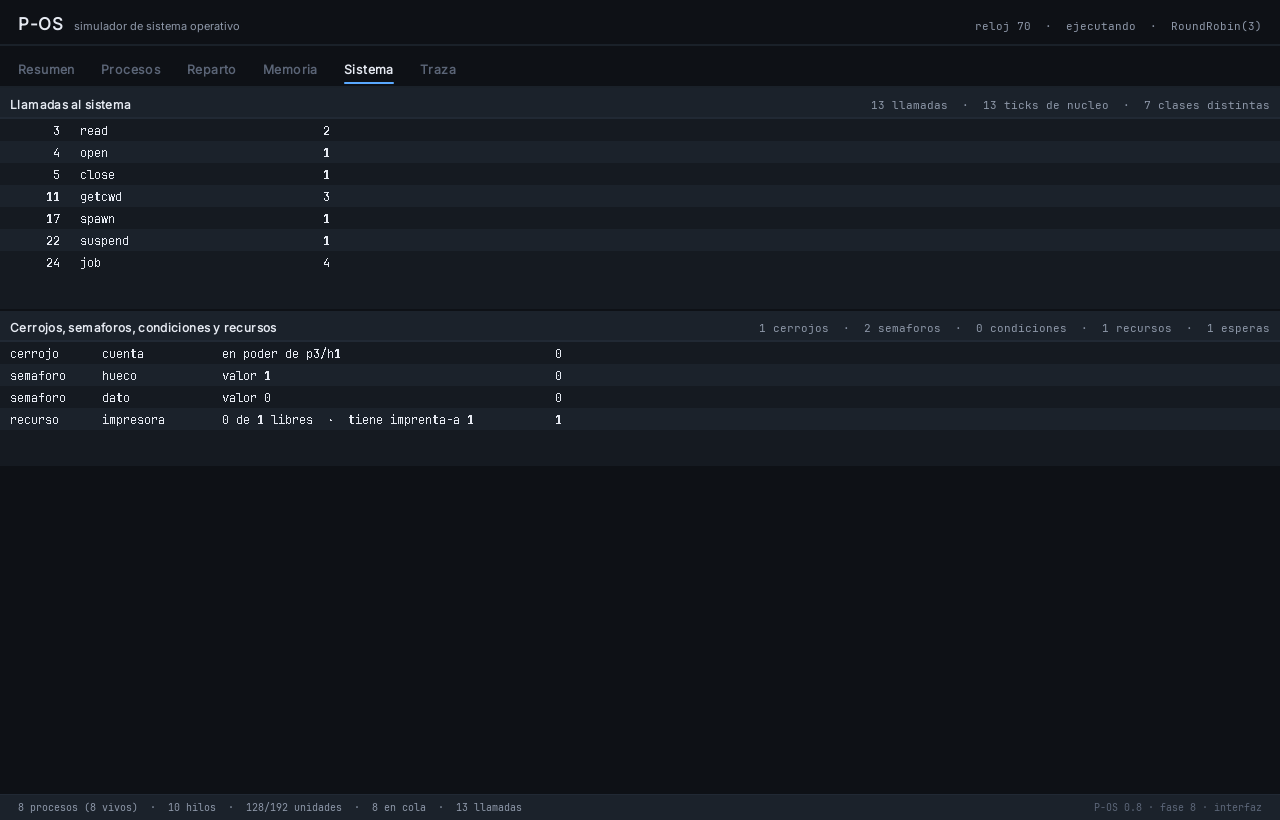 P-OS simulador de sistema operativo reloj 70 · ejecutando · RoundRobin(3)
Resumen Procesos Reparto Memoria Sistema Traza
Llamadas al sistema 13 llamadas · 13 ticks de nucleo · 7 clases distintas
3 read 2
4 open 1
5 close 1
11 getcwd 3
17 spawn 1
22 suspend 1
24 job 4
Cerrojos, semaforos, condiciones y recursos 1 cerrojos · 2 semaforos · 0 condiciones · 1 recursos · 1 esperas
cerrojo cuenta en poder de p3/h1 0
semaforo hueco valor 1 0
semaforo dato valor 0 0
recurso impresora 0 de 1 libres · tiene imprenta-a 1 1
8 procesos (8 vivos) · 10 hilos · 128/192 unidades · 8 en cola · 13 llamadas P-OS 0.8 · fase 8 · interfaz